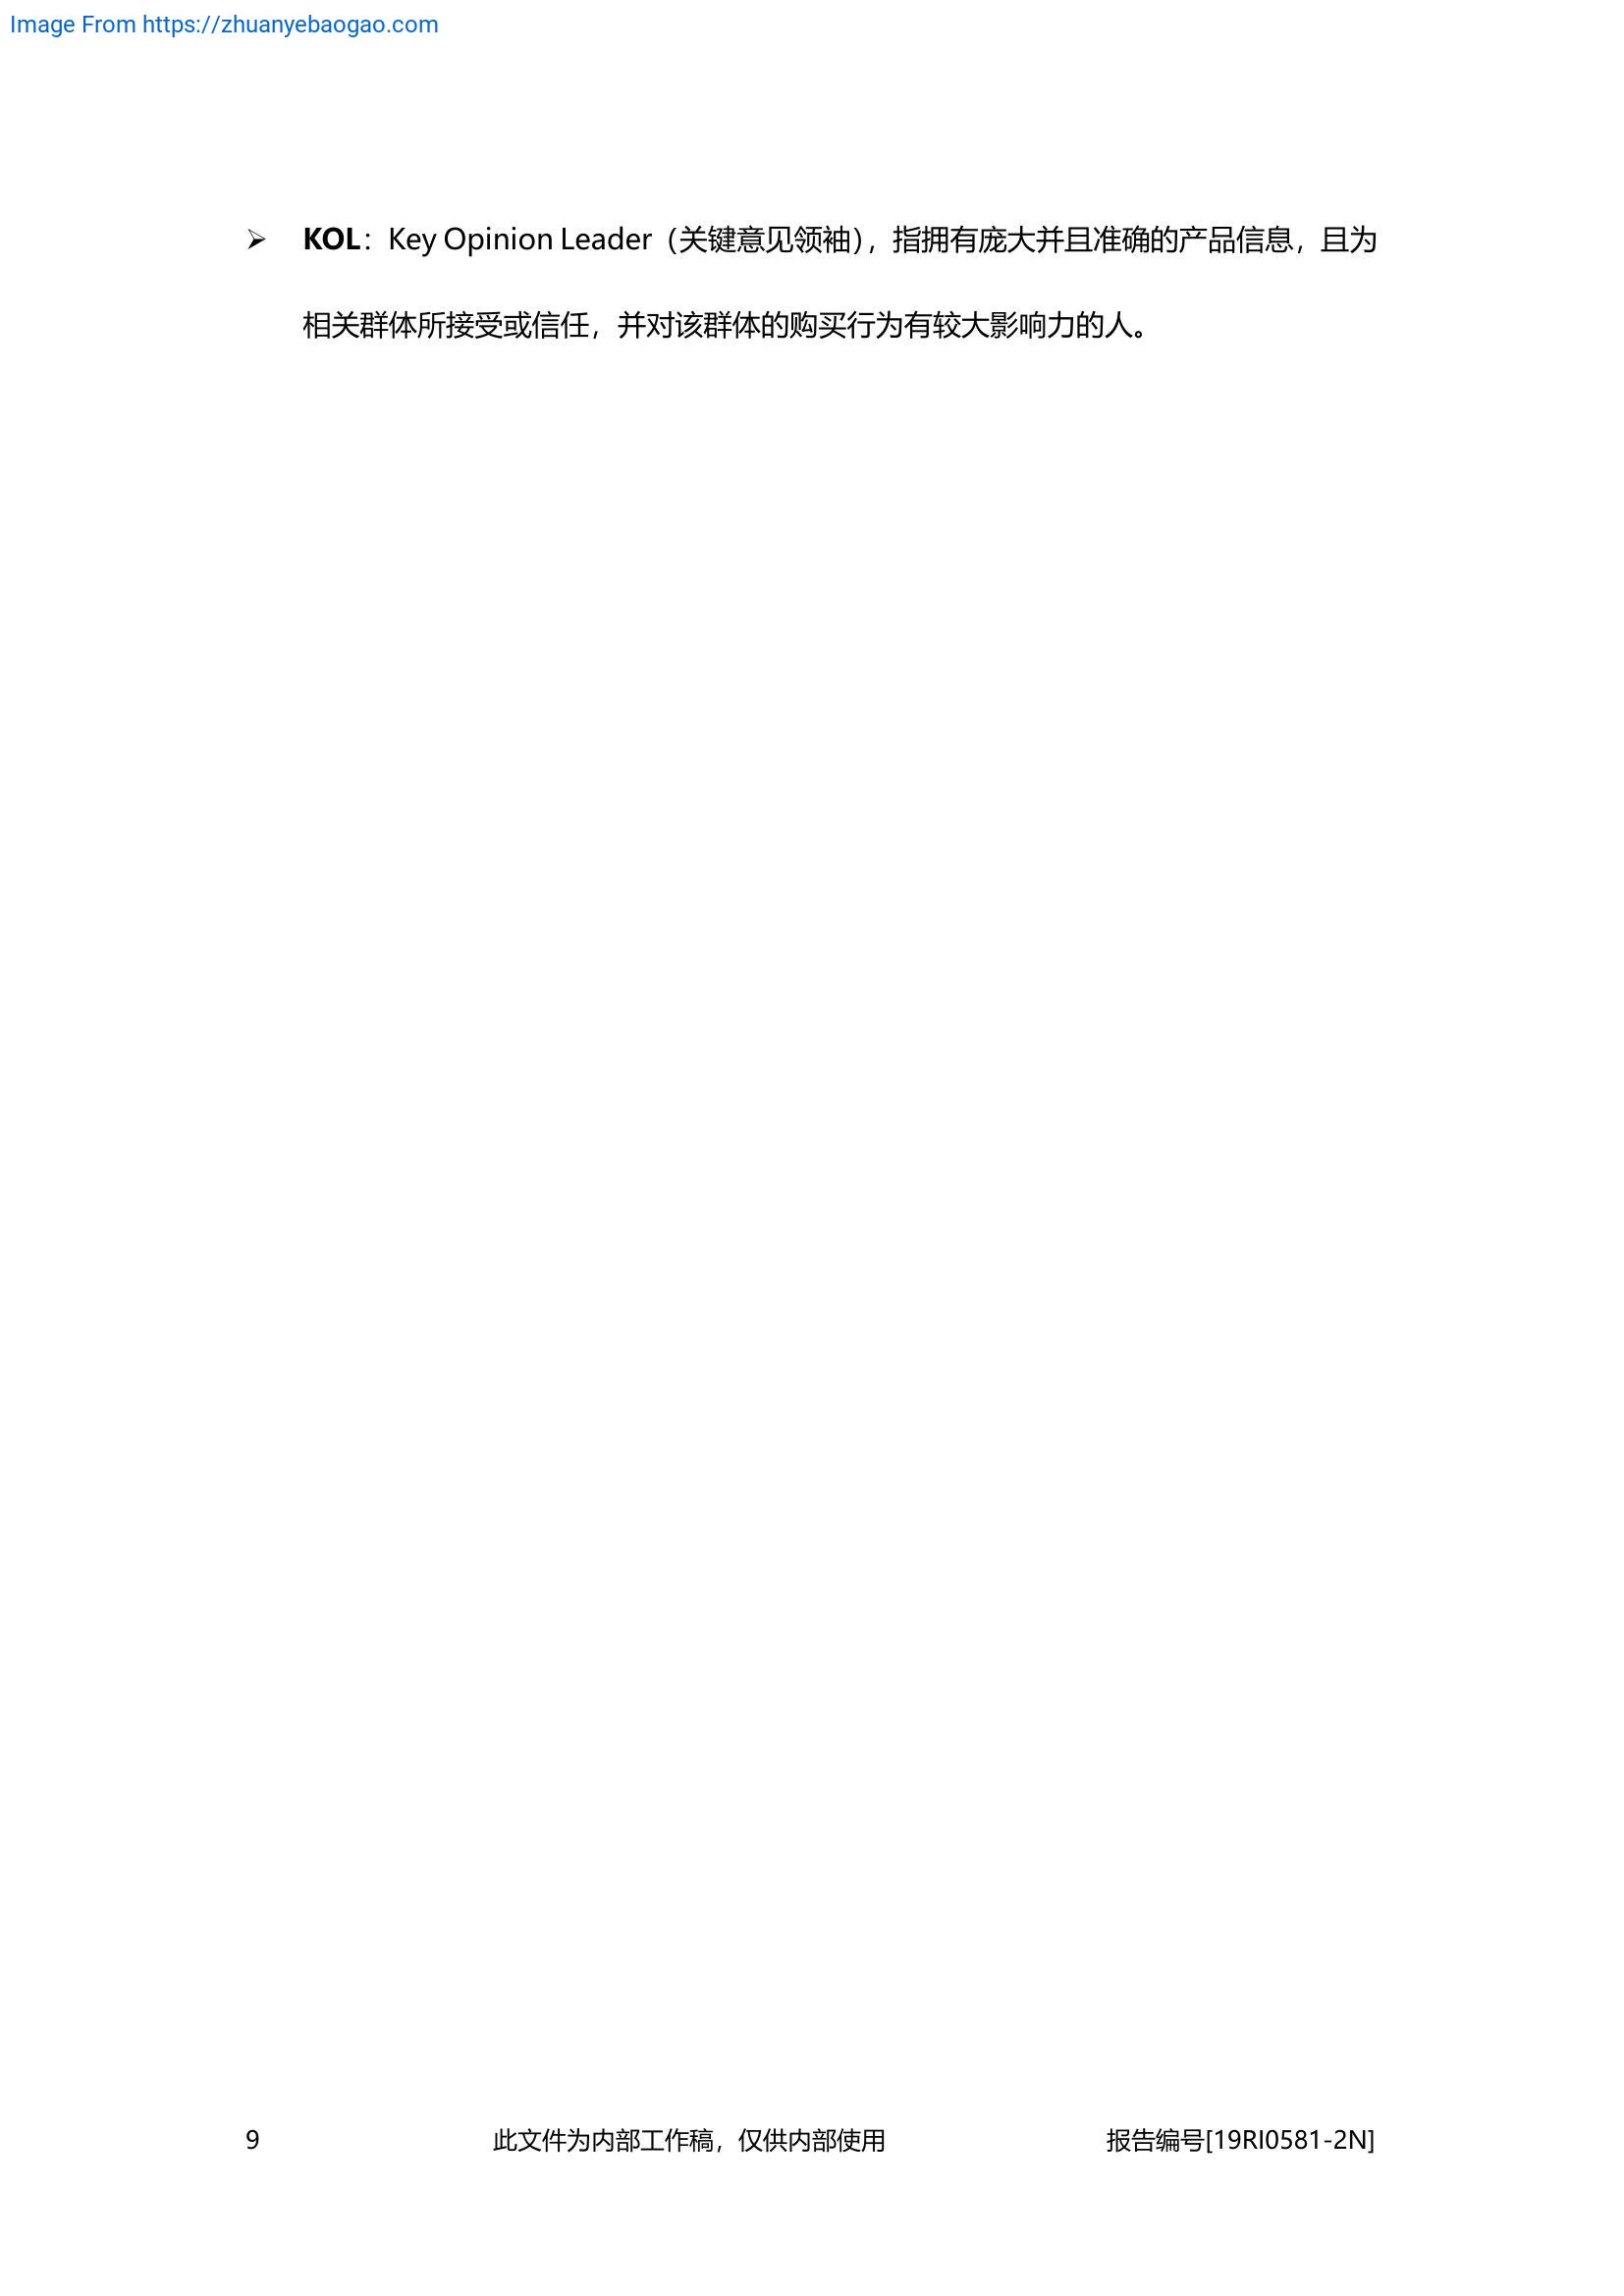 Image From https://zhuanyebaogao.com
➢ KOL：Key Opinion Leader（关键意见领袖），指拥有庞大并且准确的产品信息，且为
相关群体所接受或信任，并对该群体的购买行为有较大影响力的人。
9 此文件为内部工作稿，仅供内部使用 报告编号[19RI0581-2N]